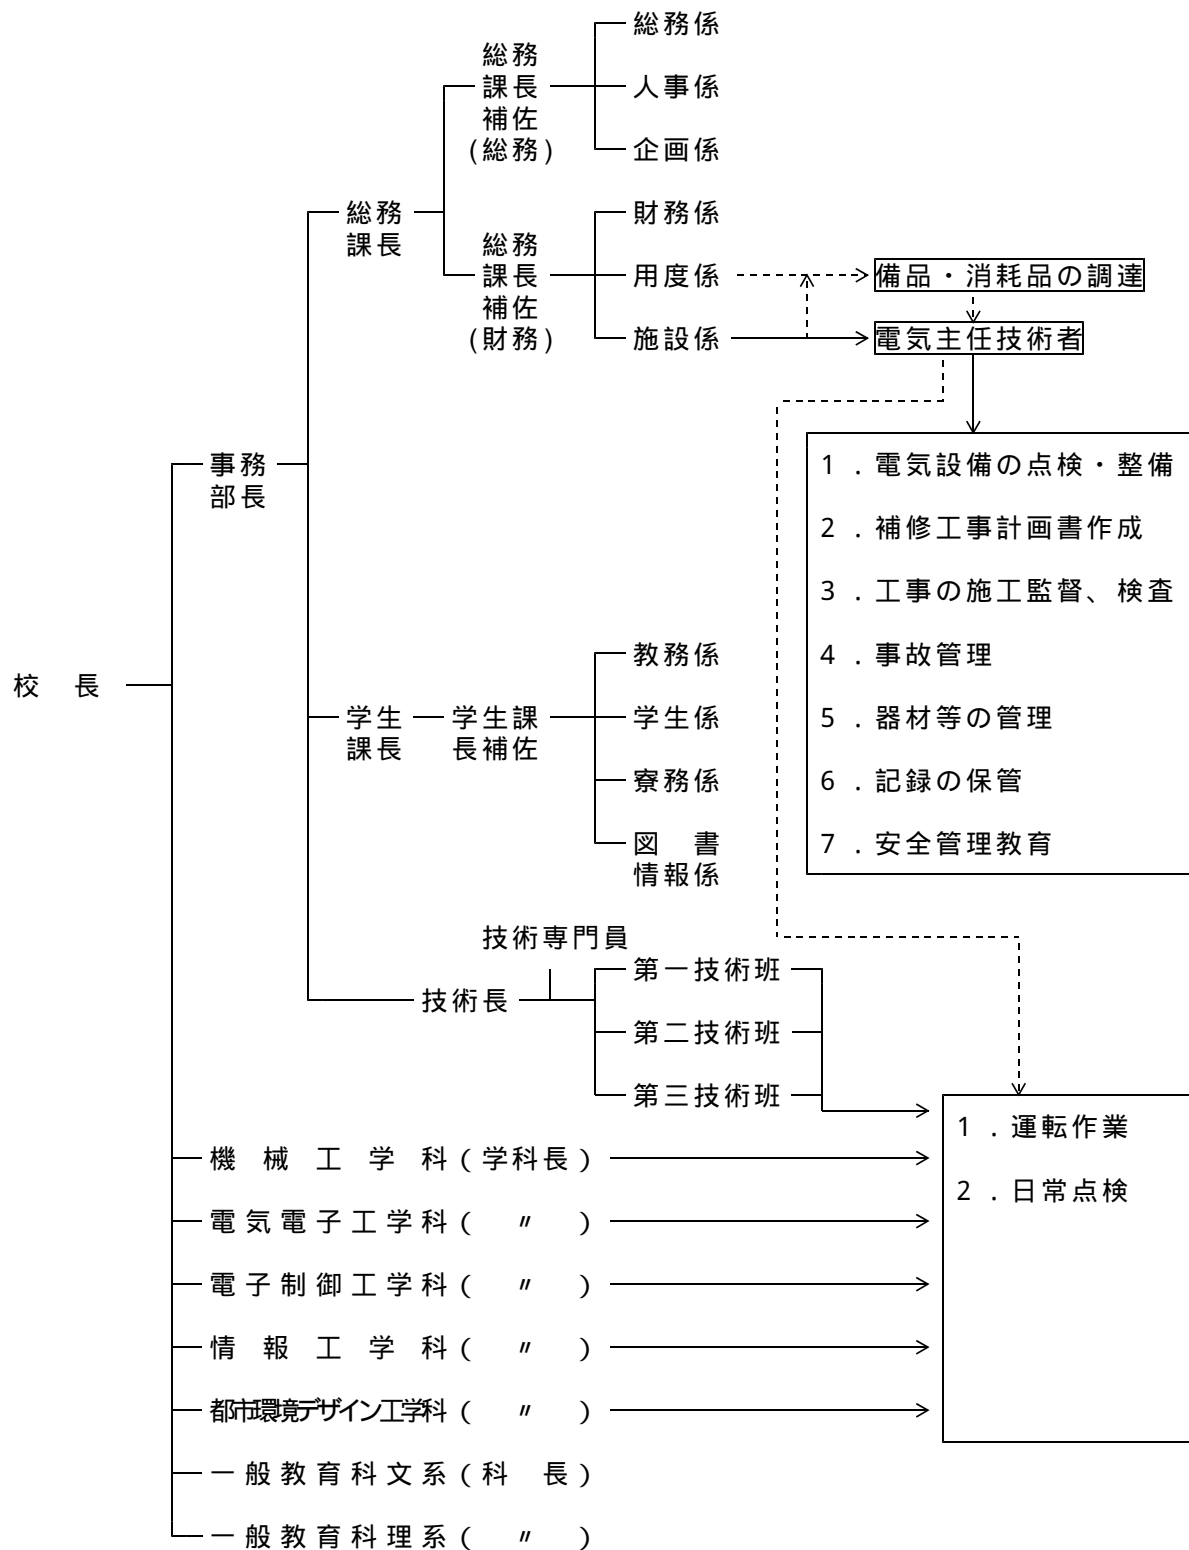 総務係
総務
課長
補佐
(総務)
人事係
企画係
総務
課長
財務係
総務
課長
補佐
(財務)
用度係
備品・消耗品の調達
施設係
電気主任技術者
事務
部長
1．電気設備の点検・整備
2．補修工事計画書作成
3．工事の施工監督、検査
4．事故管理
5．器材等の管理
6．記録の保管
7．安全管理教育
校　長
教務係
学生
課長
学生課
長補佐
学生係
寮務係
図　書
情報係
技術専門員
技術長
第一技術班
第二技術班
第三技術班
1．運転作業
2．日常点検
機械工学科(学科長)
電気電子工学科(　〃　)
電子制御工学科(　〃　)
情報工学科(　〃　)
都市環境デザイン工学科(　〃　)
一般教育科文系(科　長)
一般教育科理系(　〃　)